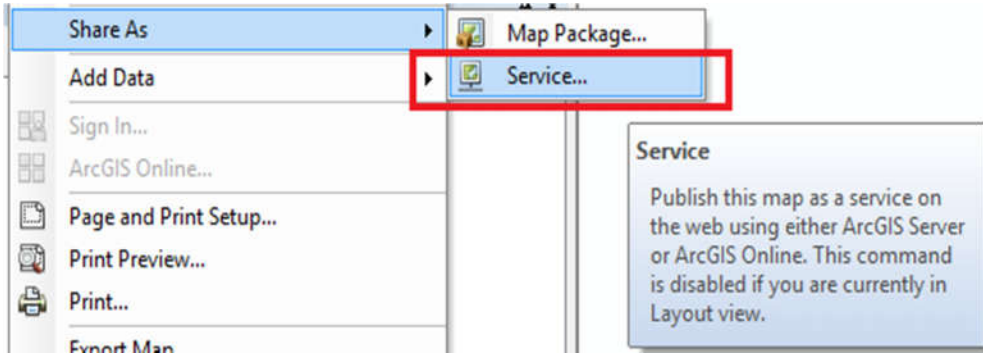 Share As
Map Package...
Add Data
Service...
Sign In...
ArcGIS Online...
Page and Print Setup...
Print Preview...
Print...
Export Map
Service
Publish this map as a service on
the web using either ArcGIS Server
or ArcGIS Online. This command
is disabled if you are currently in
Layout view.